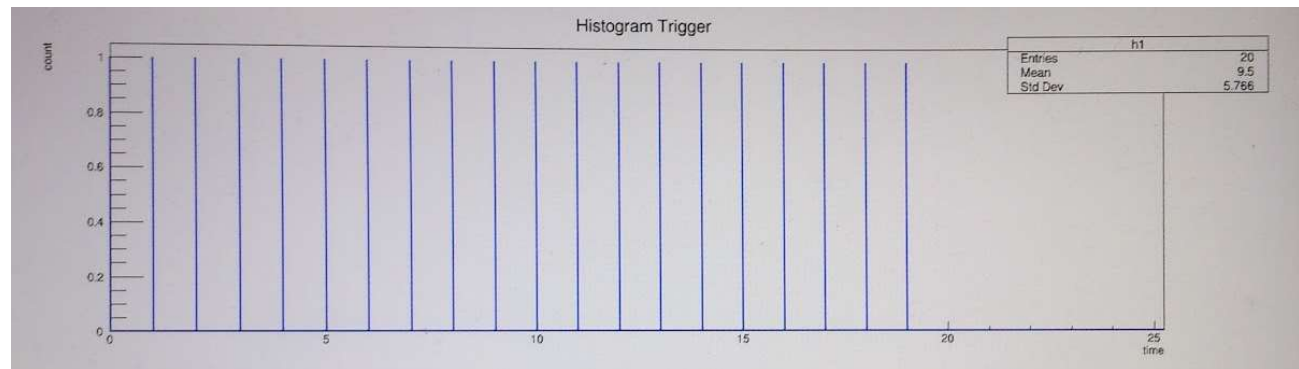 Histogram Trigger
count
h1
Entries 20
Mean 9.5
Std Dev 5.766
1
0.8
0.6
0.4
0.2
0
0 5 10 15 20 25
time